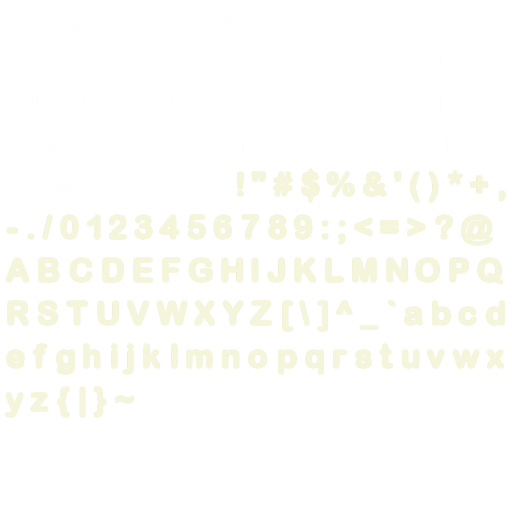 ! " # $ % & ' ( ) * + ,
- . / 0 1 2 3 4 5 6 7 8 9 : ; < = > ? @
A B C D E F G H I J K L M N O P Q
R S T U V W X Y Z [ \ ] ^ _ ` a b c d
e f g h i j k l m n o p q r s t u v w x
y z { | } ~